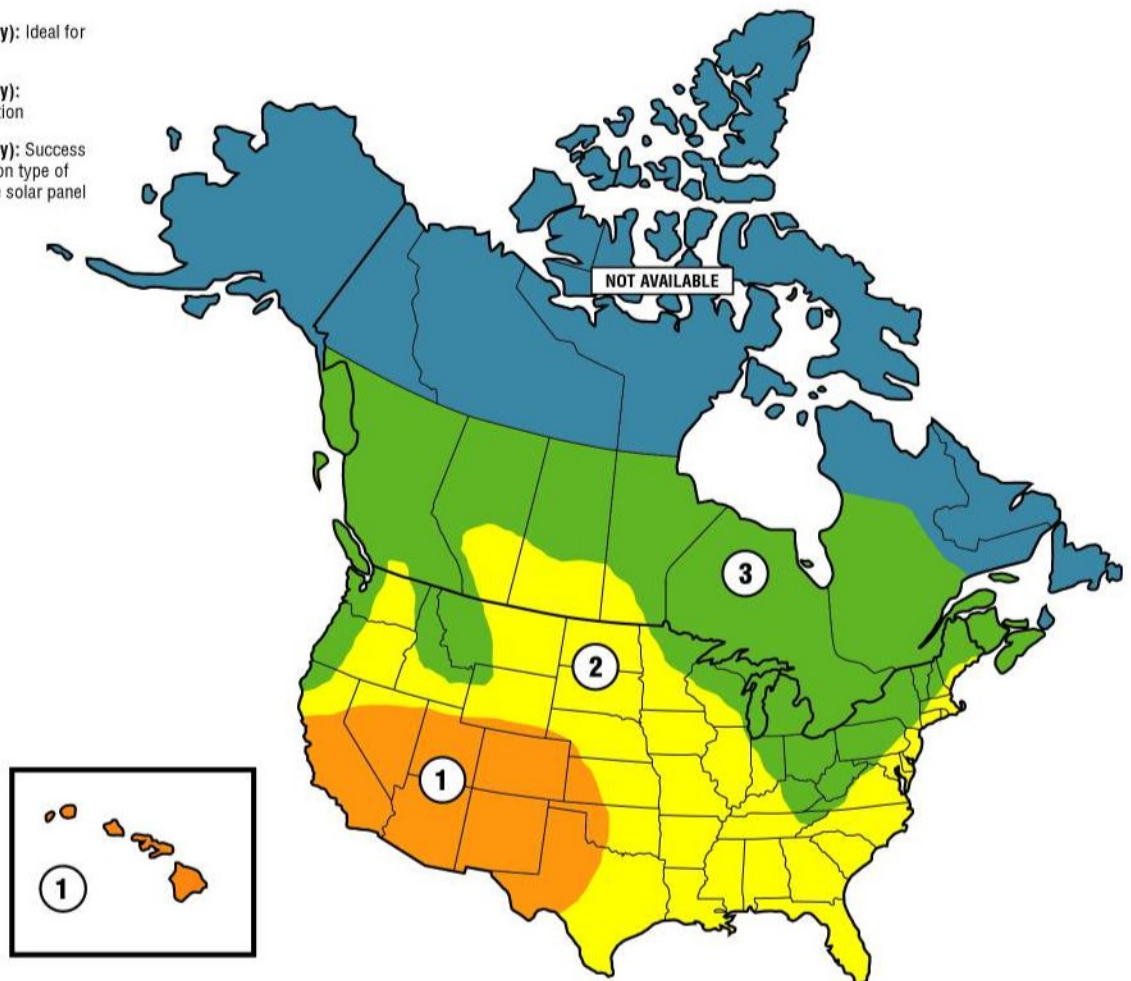 y): Ideal for
y):
tion
y): Success
on type of
e solar panel
NOT AVAILABLE
3
2
1
1